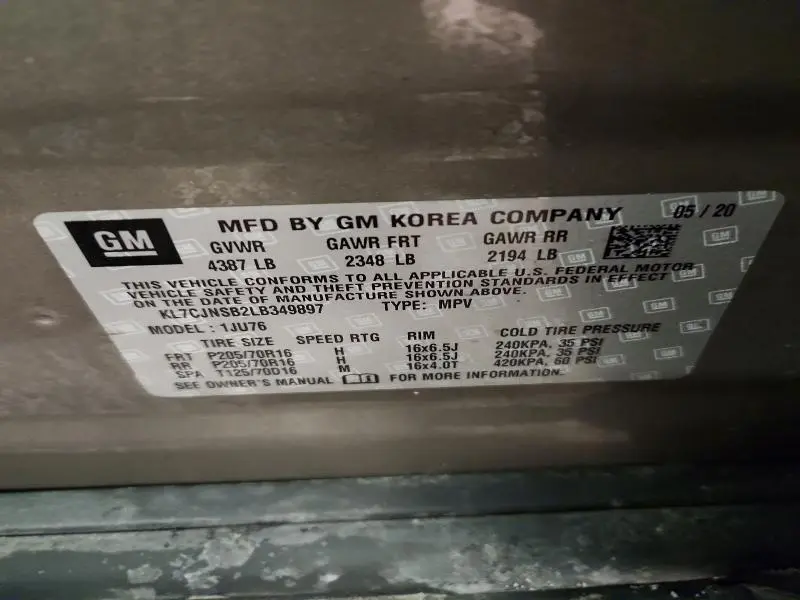 GM MFD BY GM KOREA COMPANY 05 / 20
GVWR GAWR FRT GAWR RR
4387 LB 2348 LB 2194 LB
THIS VEHICLE CONFORMS TO ALL APPLICABLE U.S. FEDERAL MOTOR
VEHICLE SAFETY AND THEFT PREVENTION STANDARDS IN EFFECT
ON THE DATE OF MANUFACTURE SHOWN ABOVE.
KL7CJNSB2LB349897 TYPE: MPV
MODEL : 1JU76
TIRE SIZE SPEED RTG RIM COLD TIRE PRESSURE
FRT P205/70R16 H 16x6.5J 240KPA, 35 PSI
RR P205/70R16 H 16x6.5J 240KPA, 35 PSI
SPA T125/70D16 M 16x4.0T 420KPA, 60 PSI
SEE OWNER'S MANUAL FOR MORE INFORMATION.